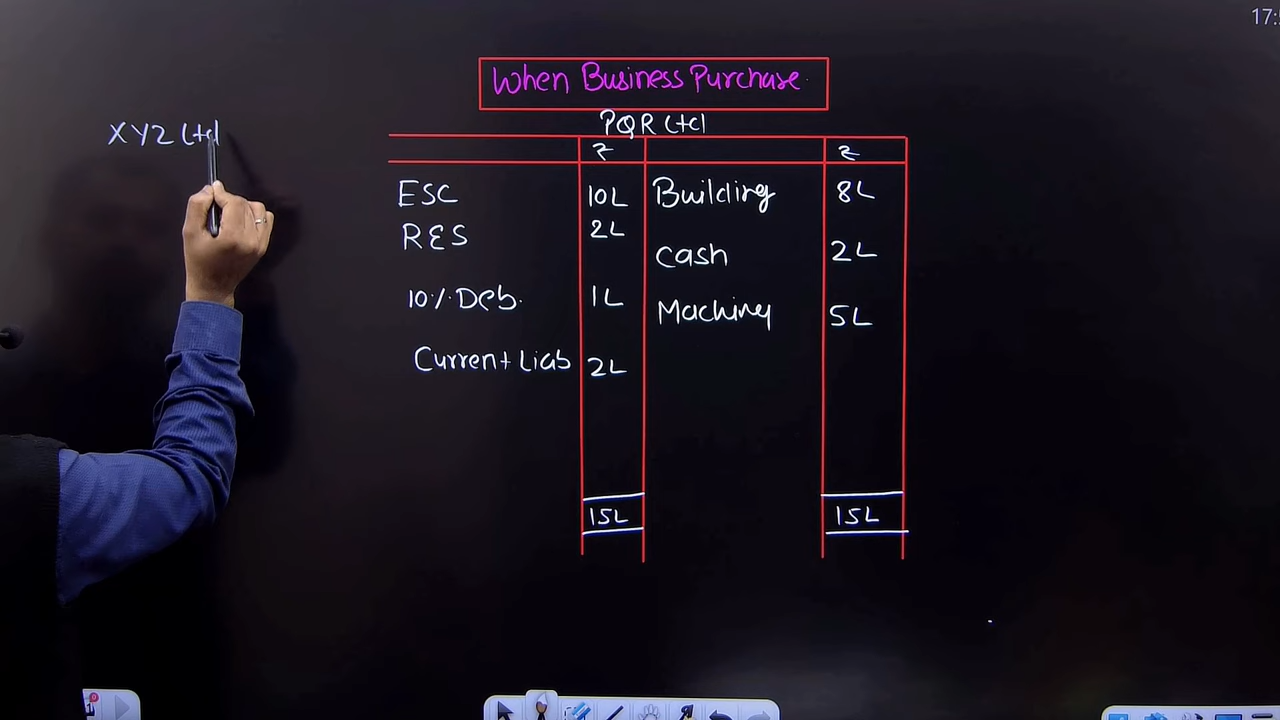 17:
When Business Purchase
PQR Ltd
XYZ Ltd
₹ ₹
ESC 10L Building 8L
R&S 2L
Cash 2L
10% Deb. 1L Machinery 5L
Current Liab 2L
15L 15L